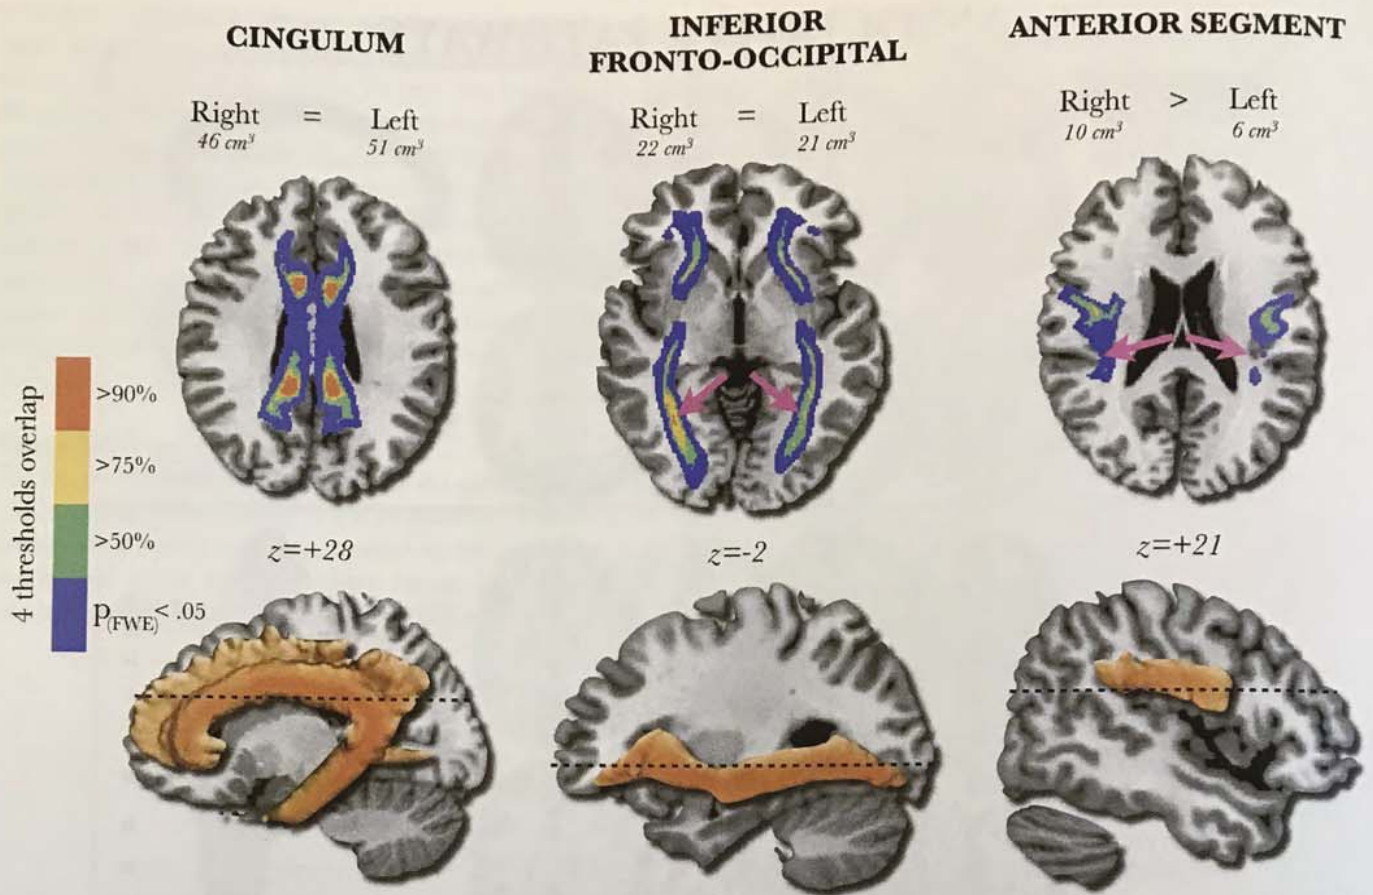 CINGULUM
Right = Left
46 cm³ 51 cm³
INFERIOR
FRONTO-OCCIPITAL
Right = Left
22 cm³ 21 cm³
ANTERIOR SEGMENT
Right > Left
10 cm³ 6 cm³
4 thresholds overlap
>90%
>75%
>50%
p(FWE)< .05
z=+28
z=-2
z=+21